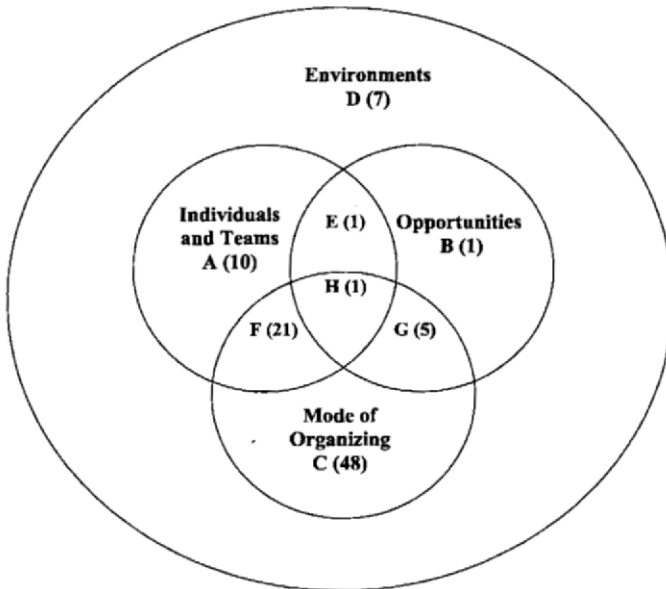 Environments
D (7)
Individuals
and Teams
A (10)
E (1)
Opportunities
B (1)
H (1)
F (21)
G (5)
Mode of
Organizing
C (48)